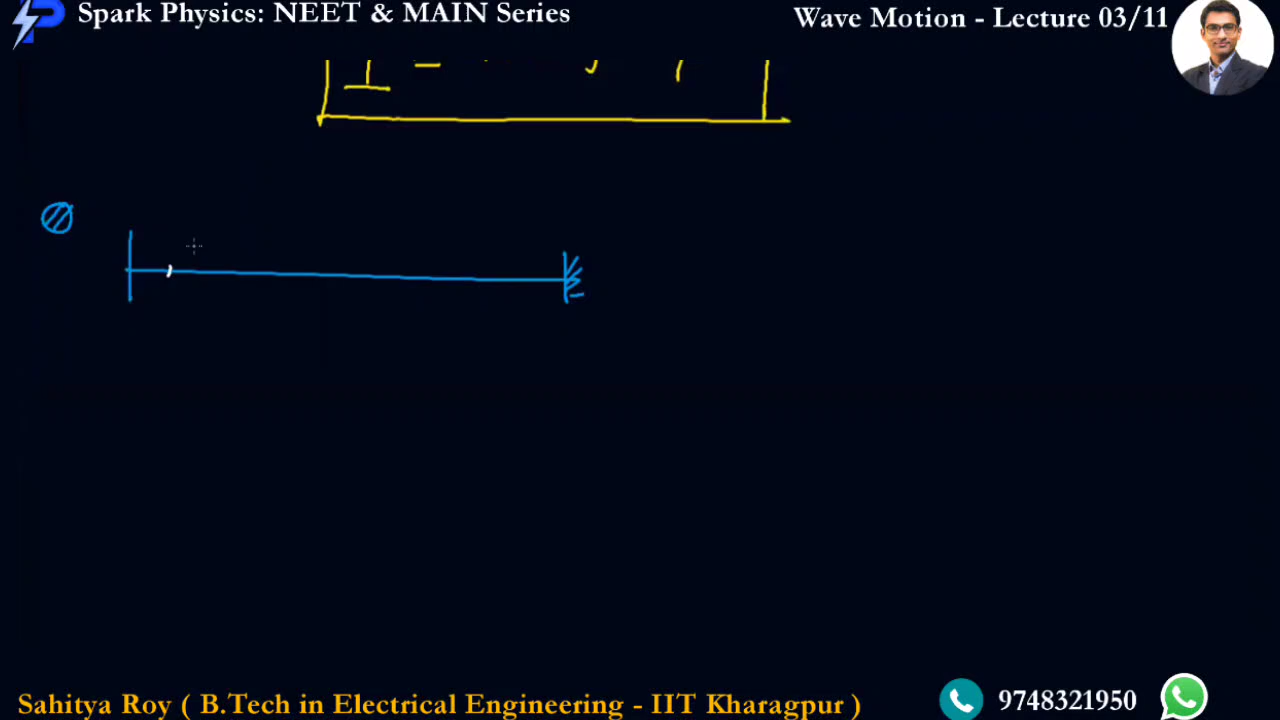 Spark Physics: NEET & MAIN Series
Wave Motion - Lecture 03/11
Sahitya Roy ( B.Tech in Electrical Engineering - IIT Kharagpur )
9748321950